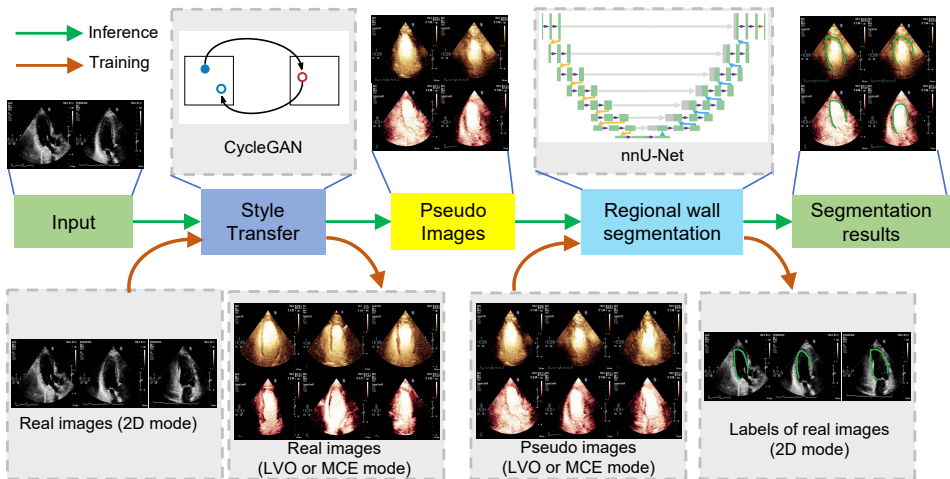 Inference
Training
CycleGAN
nnU-Net
Input
Style
Transfer
Pseudo
Images
Regional wall
segmentation
Segmentation
results
Real images (2D mode)
Real images
(LVO or MCE mode)
Pseudo images
(LVO or MCE mode)
Labels of real images
(2D mode)